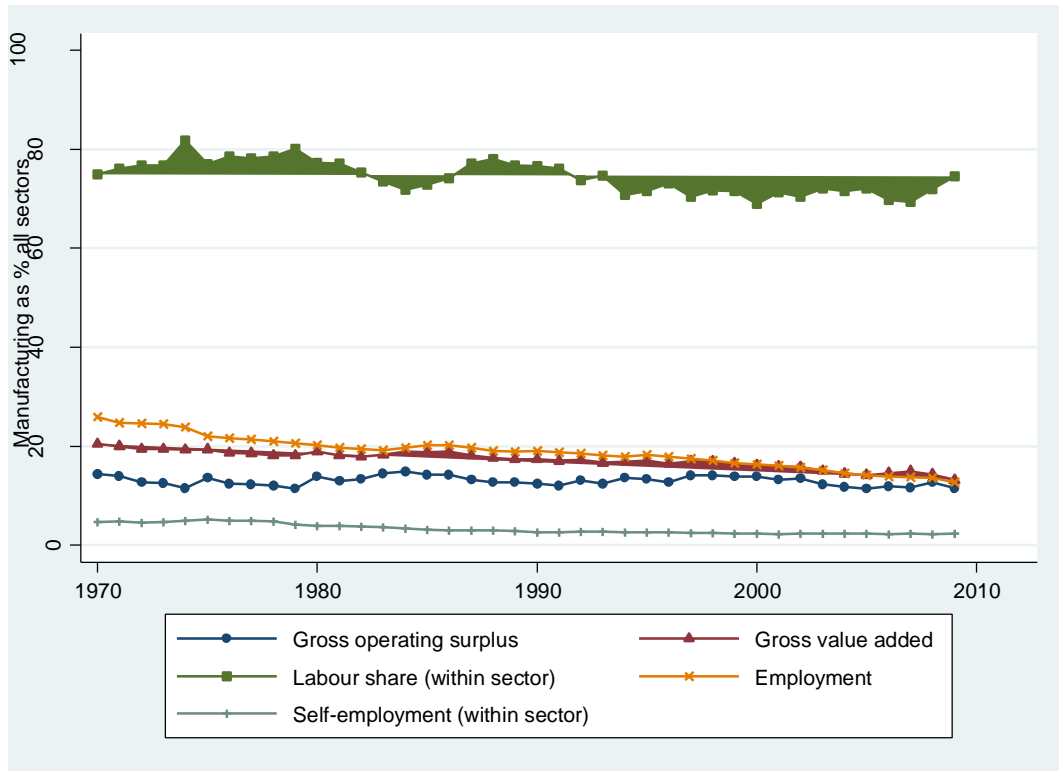 Manufacturing as % all sectors
100
80
60
40
20
0
1970 1980 1990 2000 2010
Gross operating surplus Gross value added
Labour share (within sector) Employment
Self-employment (within sector)